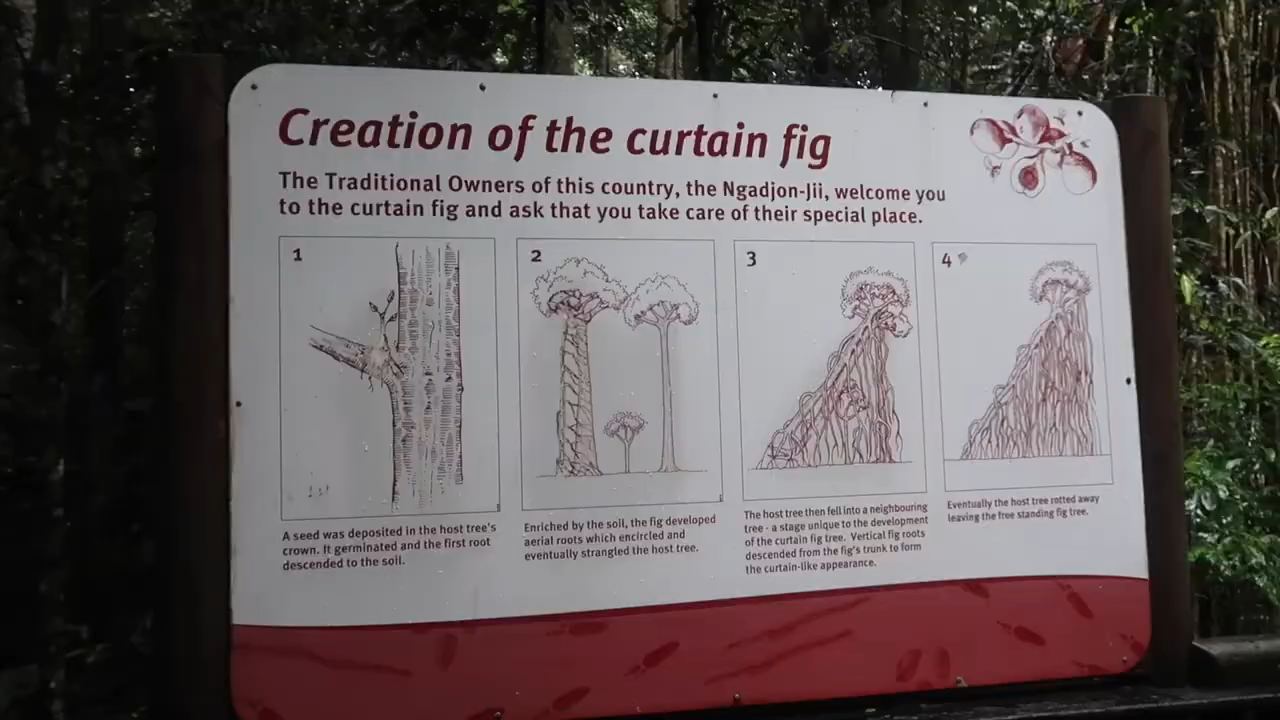 Creation of the curtain fig
The Traditional Owners of this country, the Ngadjon-Jii, welcome you
to the curtain fig and ask that you take care of their special place.
1
2
3
4
A seed was deposited in the host tree's
crown. It germinated and the first root
descended to the soil.
Enriched by the soil, the fig developed
aerial roots which encircled and
eventually strangled the host tree.
The host tree then fell into a neighbouring
tree - a stage unique to the development
of the curtain fig tree. Vertical fig roots
descended from the fig's trunk to form
the curtain-like appearance.
Eventually the host tree rotted away
leaving the free standing fig tree.